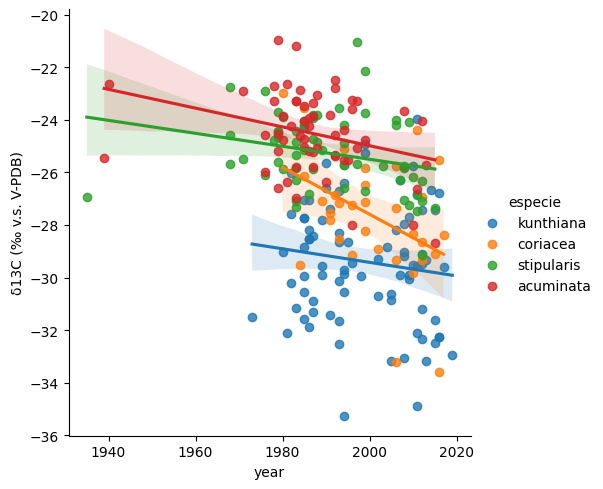 −20
−22
−24
−26
−28
−30
−32
−34
−36
δ13C (‰ v.s. V-PDB)
1940
1960
1980
2000
2020
year
especie
kunthiana
coriacea
stipularis
acuminata